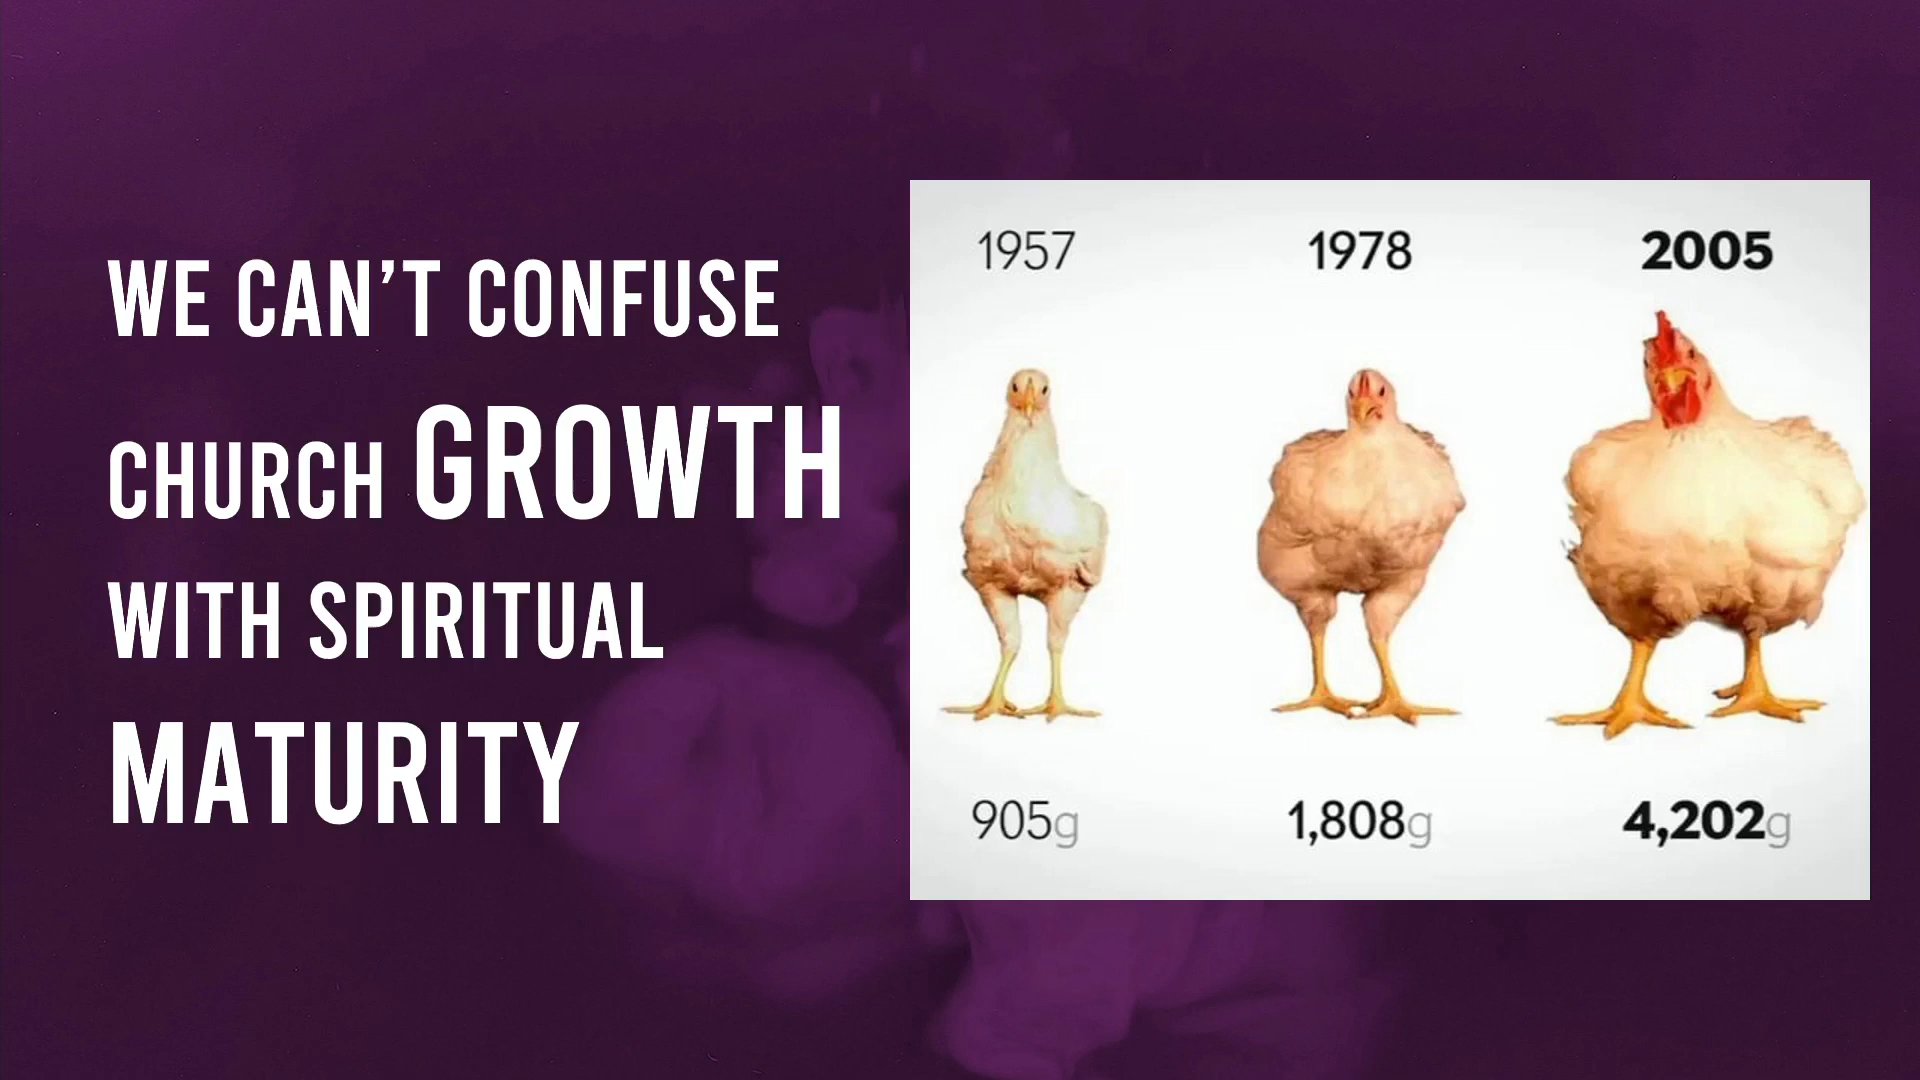 WE CAN'T CONFUSE
CHURCH GROWTH
WITH SPIRITUAL
MATURITY
1957 1978 2005
905g 1,808g 4,202g